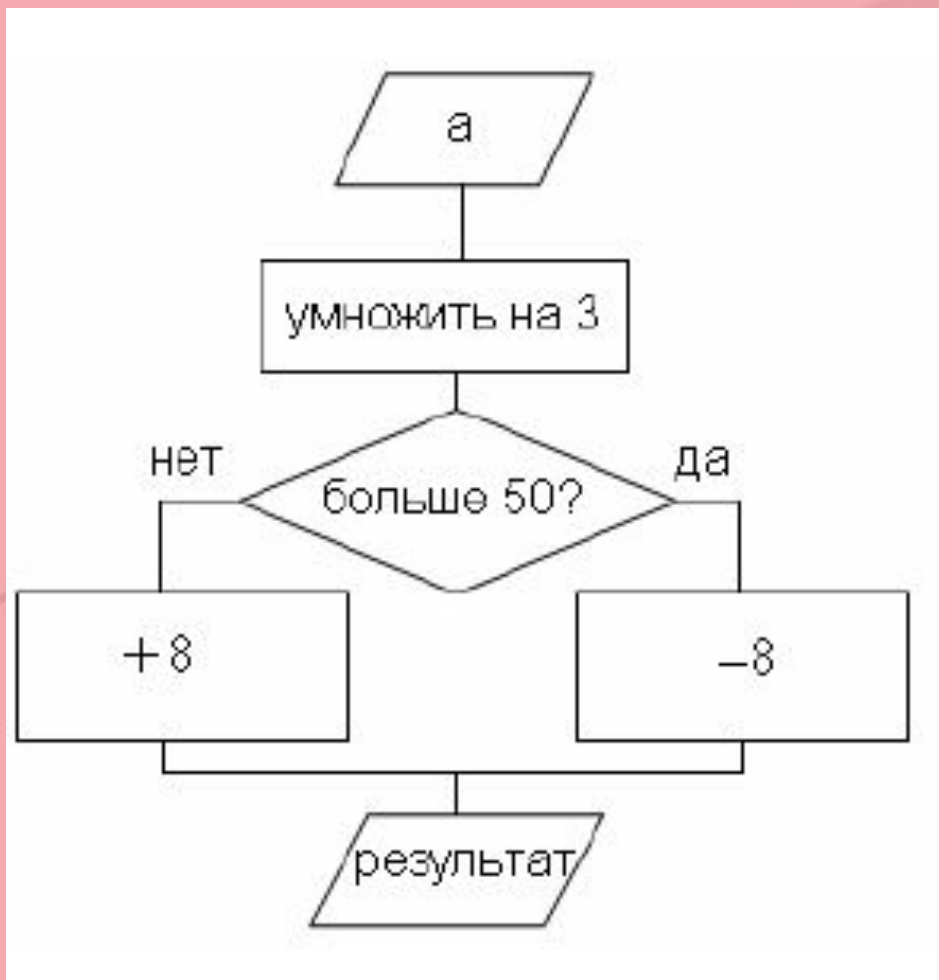 а
умножить на 3
нет
да
больше 50?
+8
–8
результат